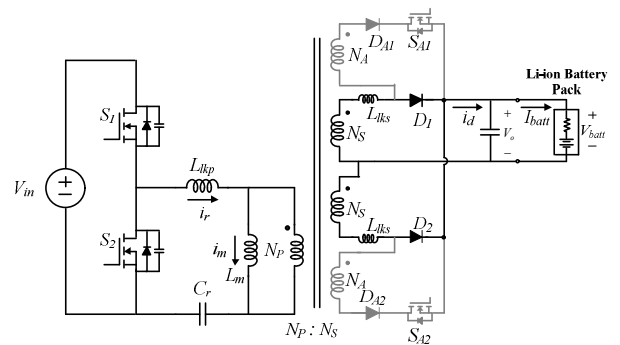 D_A1
S_A1
N_A
Li-ion Battery
Pack
S_1
L_lks
D_1
i_d
I_batt
+
V_o
−
+
V_batt
−
N_S
L_lkp
V_in
+
−
i_r
N_S
L_lks
D_2
S_2
i_m
L_m
N_P
N_A
C_r
D_A2
S_A2
N_P : N_S